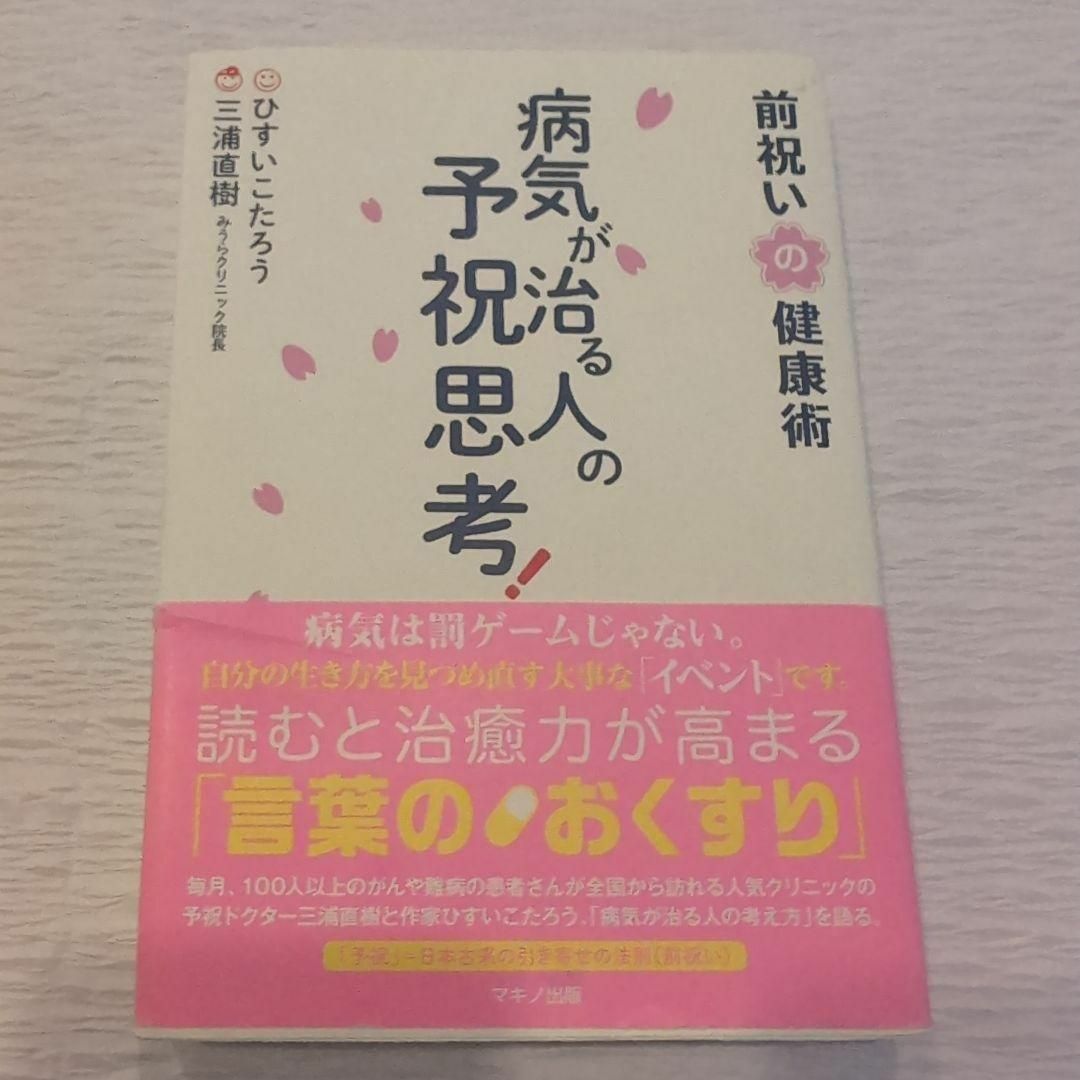 前祝いの健康術
病気が治る人の
予祝思考!
ひすいこたろう
三浦直樹 みうらクリニック院長
病気は罰ゲームじゃない。
自分の生き方を見つめ直す大事な「イベント」です。
読むと治癒力が高まる
「言葉のおくすり」
毎月、100人以上のがんや難病の患者さんが全国から訪れる人気クリニックの
予祝ドクター三浦直樹と作家ひすいこたろう、「病気が治る人の考え方」を語る。
「予祝」=日本古来の引き寄せの法則(前祝い)
マキノ出版